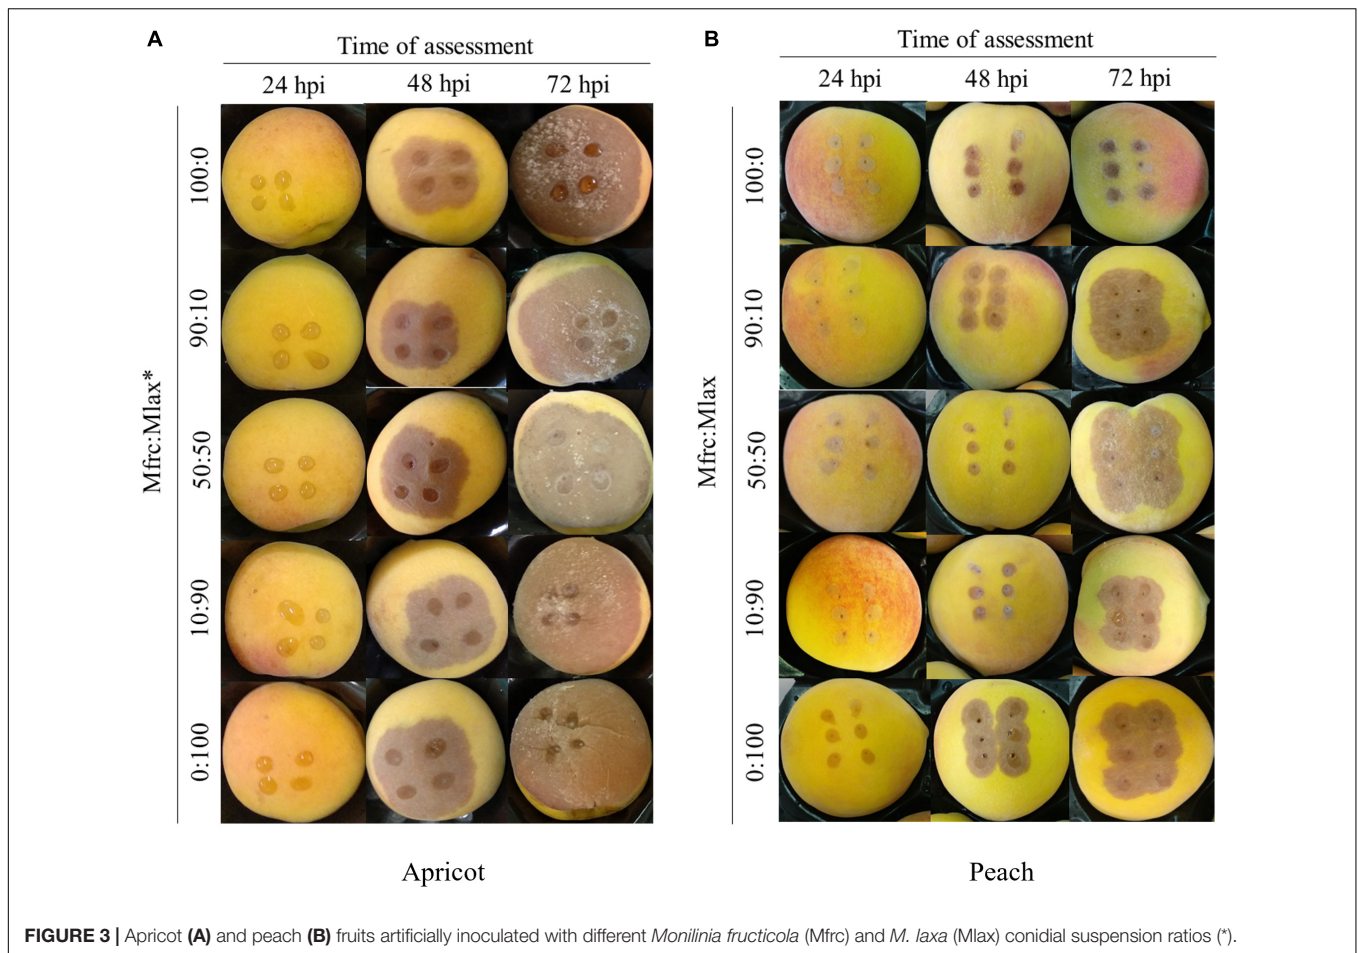 A
Time of assessment
24 hpi 48 hpi 72 hpi
Mfrc:Mlax*
100:0
90:10
50:50
10:90
0:100
Apricot
B
Time of assessment
24 hpi 48 hpi 72 hpi
Mfrc:Mlax
100:0
90:10
50:50
10:90
0:100
Peach
FIGURE 3 | Apricot (A) and peach (B) fruits artificially inoculated with different Monilinia fructicola (Mfrc) and M. laxa (Mlax) conidial suspension ratios (*).